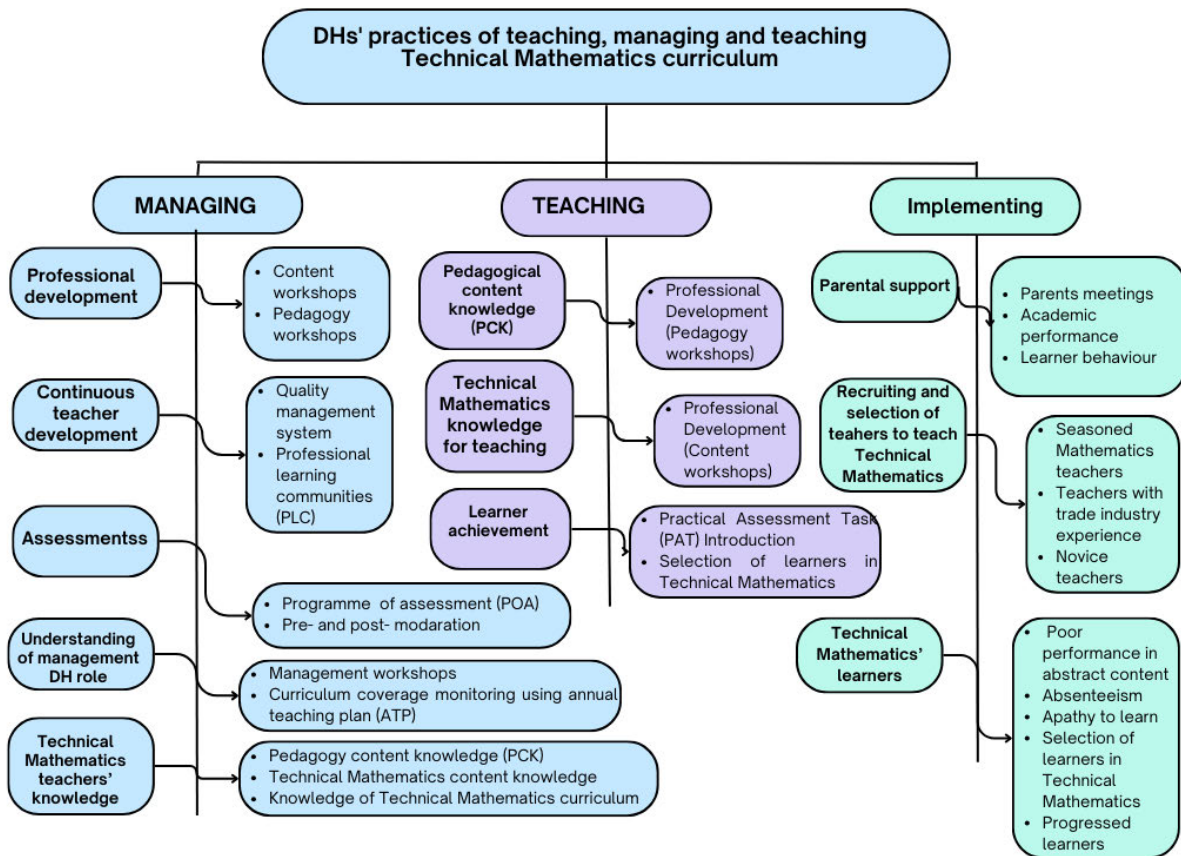 DHs' practices of teaching, managing and teaching
Technical Mathematics curriculum
MANAGING
Professional
development
• Content
workshops
• Pedagogy
workshops
Continuous
teacher
development
• Quality
management
system
• Professional
learning
communities
(PLC)
Assessmentss
• Programme of assessment (POA)
• Pre- and post- modaration
Understanding
of management
DH role
• Management workshops
• Curriculum coverage monitoring using annual
teaching plan (ATP)
Technical
Mathematics
teachers'
knowledge
• Pedagogy content knowledge (PCK)
• Technical Mathematics content knowledge
• Knowledge of Technical Mathematics curriculum
TEACHING
Pedagogical
content
knowledge
(PCK)
• Professional
Development
(Pedagogy
workshops)
Technical
Mathematics
knowledge
for teaching
• Professional
Development
(Content
workshops)
Learner
achievement
• Practical Assessment Task
(PAT) Introduction
• Selection of learners in
Technical Mathematics
Implementing
Parental support
• Parents meetings
• Academic
performance
• Learner behaviour
Recruiting and
selection of
teahers to teach
Technical
Mathematics
• Seasoned
Mathematics
teachers
• Teachers with
trade industry
experience
• Novice
teachers
Technical
Mathematics'
learners
• Poor
performance in
abstract content
• Absenteeism
• Apathy to learn
• Selection of
learners in
Technical
Mathematics
• Progressed
learners